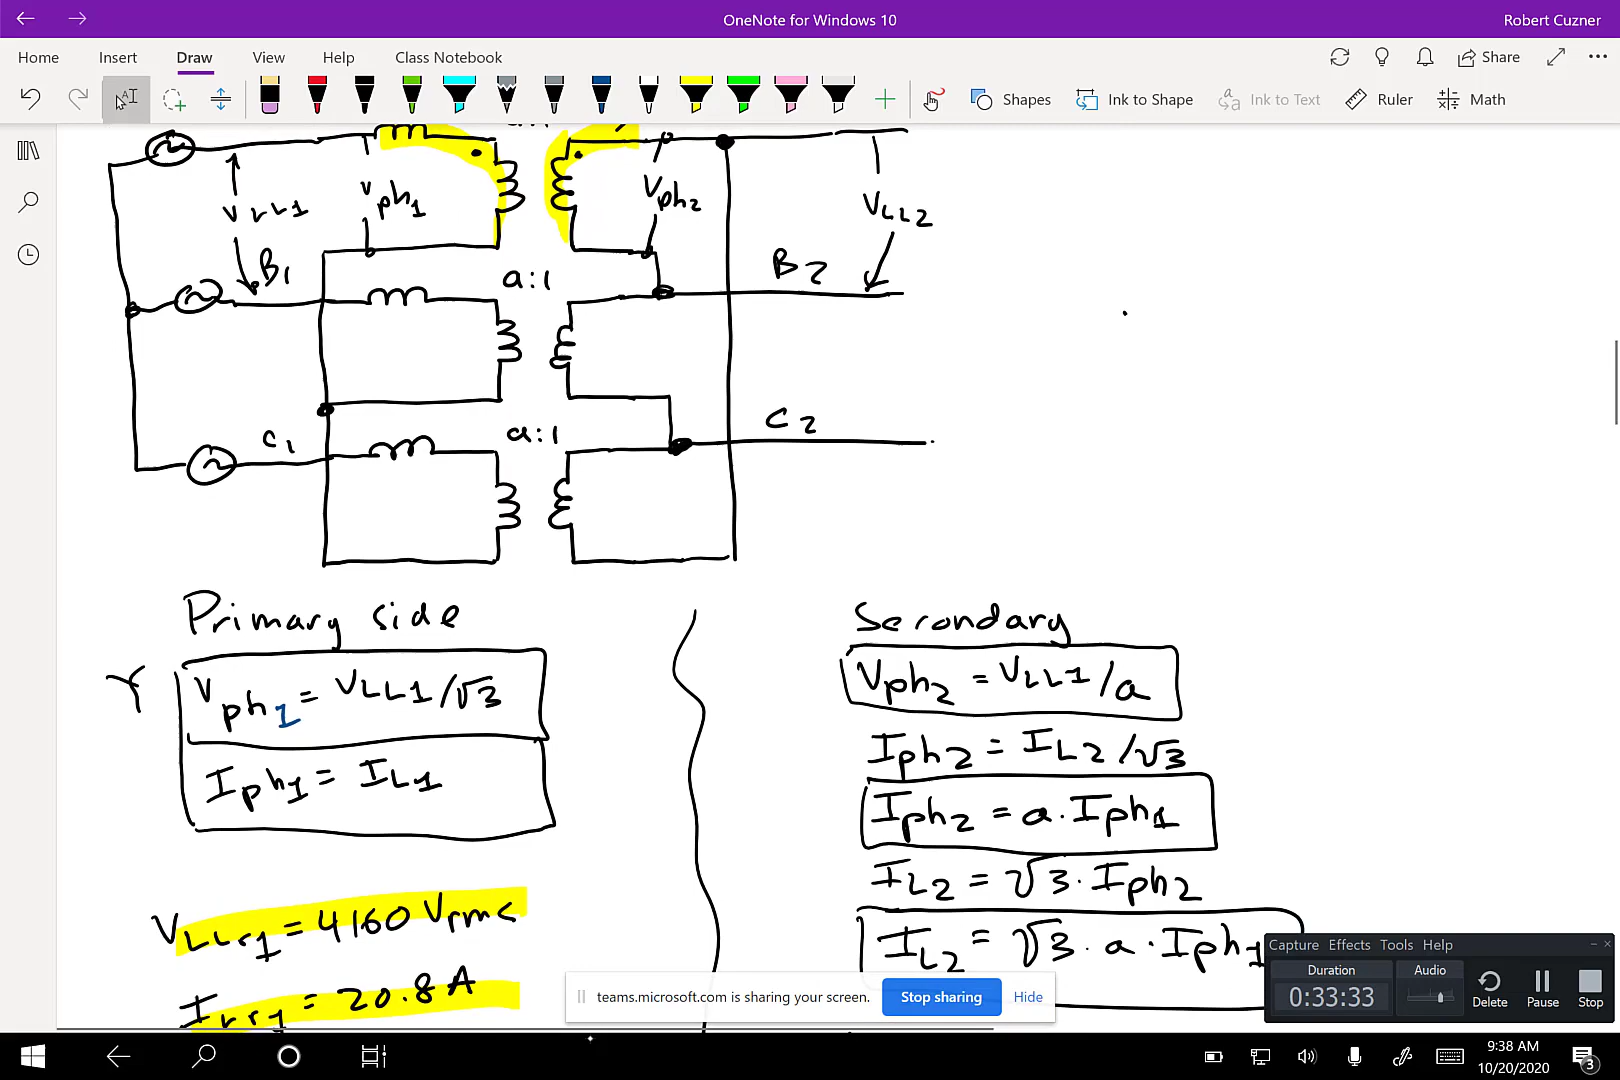 OneNote for Windows 10
Robert Cuzner
Home Insert Draw View Help Class Notebook
Share
Shapes Ink to Shape Ink to Text Ruler Math
VLL1 Vph1 Vph2 VLL2
B1 a:1 B2
C1 a:1 C2
Primary side
Secondary
Y
Vph1 = VLL1/√3
Iph1 = IL1
Vph2 = VLL1/a
Iph2 = IL2/√3
Iph2 = a·Iph1
IL2 = √3·Iph2
IL2 = √3·a·Iph1
VLLr1 = 4160 Vrms
= 20.8 A
teams.microsoft.com is sharing your screen. Stop sharing Hide
Capture Effects Tools Help
Duration Audio
0:33:33 Delete Pause Stop
9:38 AM
10/20/2020
3